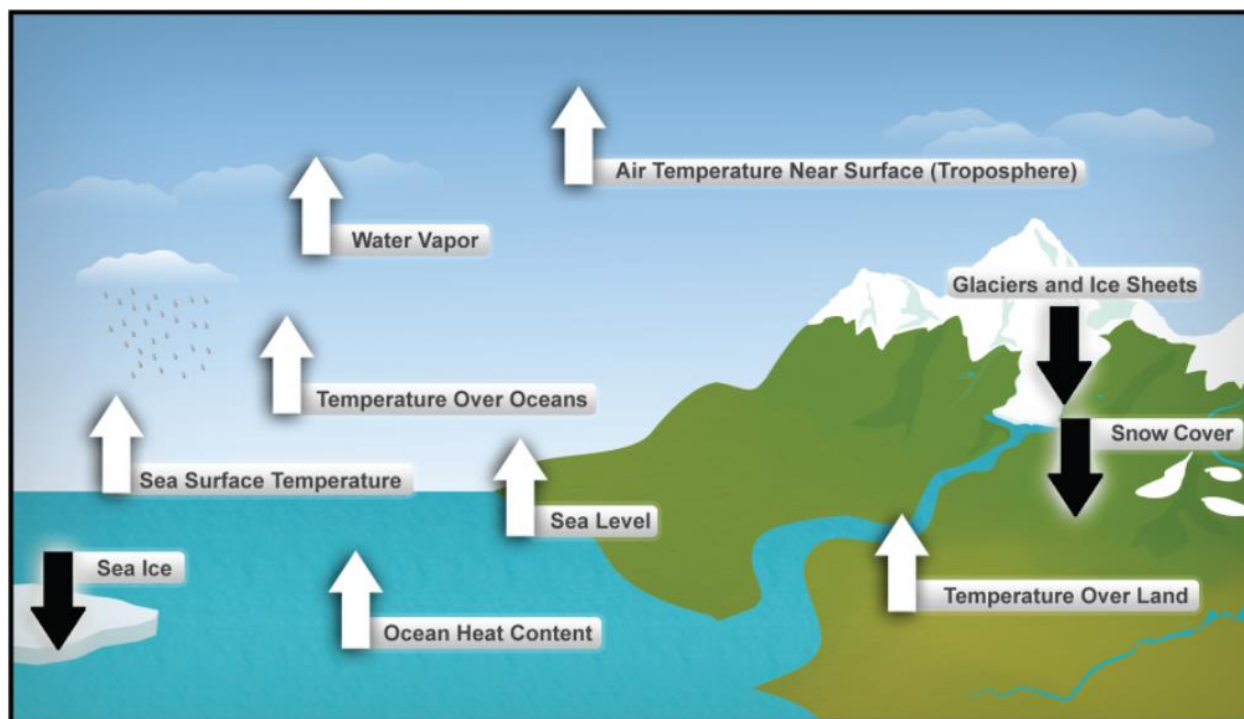 Air Temperature Near Surface (Troposphere)
Water Vapor
Glaciers and Ice Sheets
Temperature Over Oceans
Snow Cover
Sea Surface Temperature
Sea Level
Sea Ice
Temperature Over Land
Ocean Heat Content